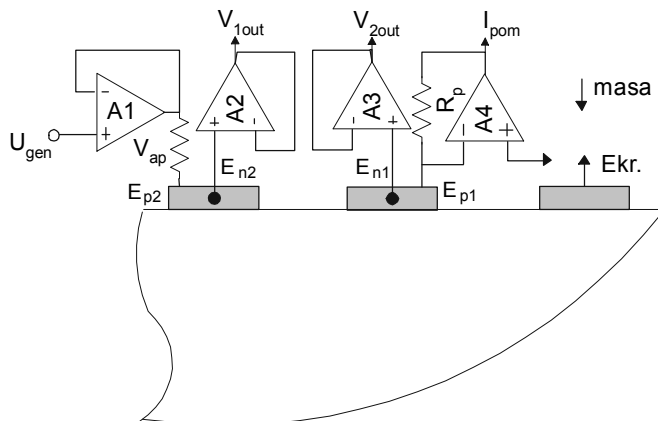 V1out
V2out
Ipom
A1
A2
A3
Rp
A4
masa
Ugen
Vap
En2
En1
Ekr.
Ep2
Ep1